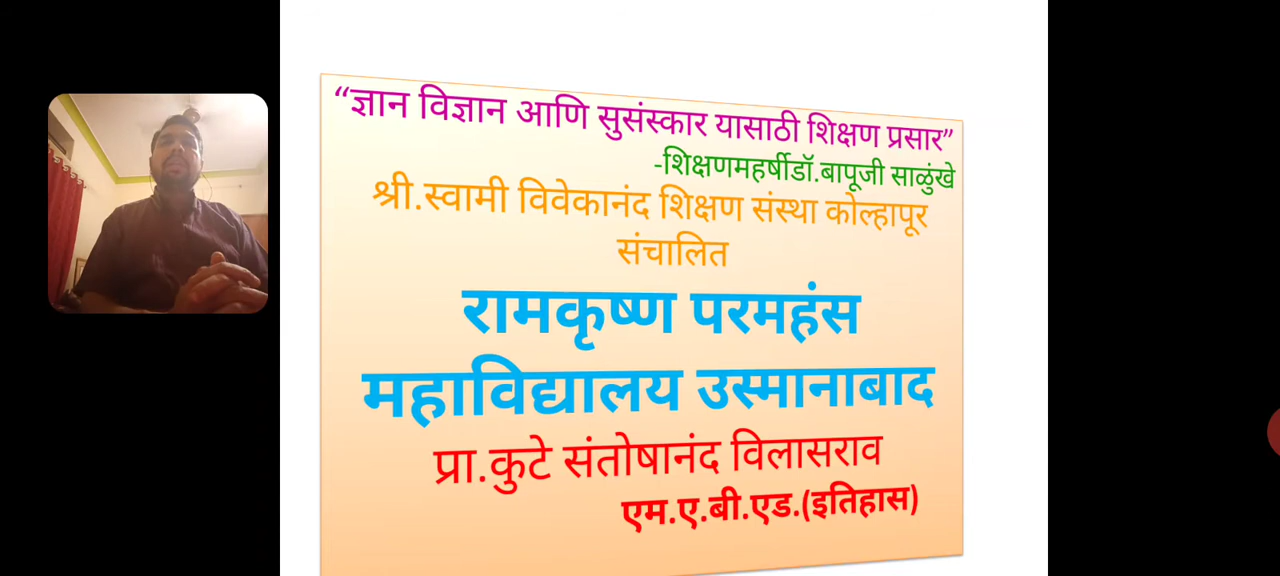 “ज्ञान विज्ञान आणि सुसंस्कार यासाठी शिक्षण प्रसार”
-शिक्षणमहर्षीडॉ.बापूजी साळुंखे
श्री.स्वामी विवेकानंद शिक्षण संस्था कोल्हापूर
संचालित
रामकृष्ण परमहंस
महाविद्यालय उस्मानाबाद
प्रा.कुटे संतोषानंद विलासराव
एम.ए.बी.एड.(इतिहास)